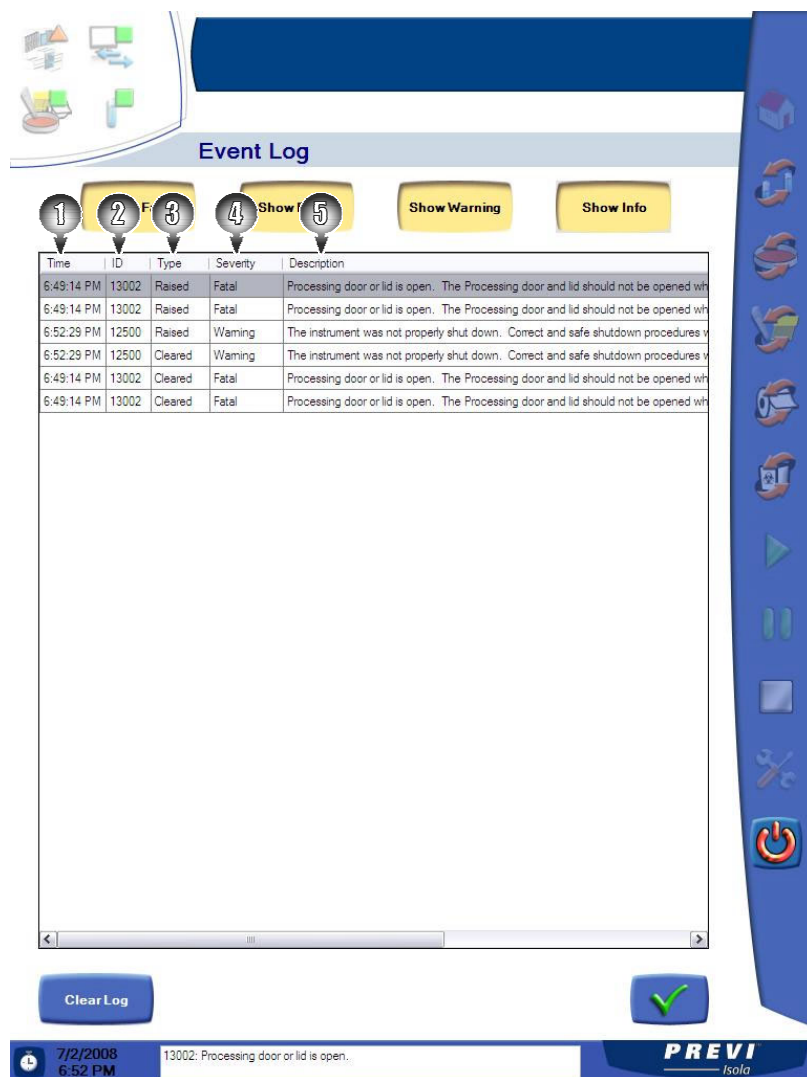 Event Log
Show Warning
Show Info
1 2 3 4 5
Time ID Type Severity Description
6:49:14 PM 13002 Raised Fatal Processing door or lid is open. The Processing door and lid should not be opened wh
6:49:14 PM 13002 Raised Fatal Processing door or lid is open. The Processing door and lid should not be opened wh
6:52:29 PM 12500 Raised Warning The instrument was not properly shut down. Correct and safe shutdown procedures w
6:52:29 PM 12500 Cleared Warning The instrument was not properly shut down. Correct and safe shutdown procedures w
6:49:14 PM 13002 Cleared Fatal Processing door or lid is open. The Processing door and lid should not be opened wh
6:49:14 PM 13002 Cleared Fatal Processing door or lid is open. The Processing door and lid should not be opened wh
Clear Log
7/2/2008
6:52 PM
13002: Processing door or lid is open.
PREVI
Isola